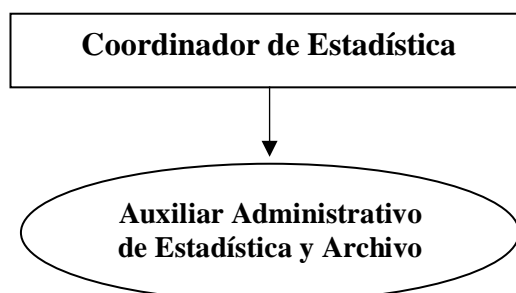 Coordinador de Estadística
Auxiliar Administrativo
de Estadística y Archivo